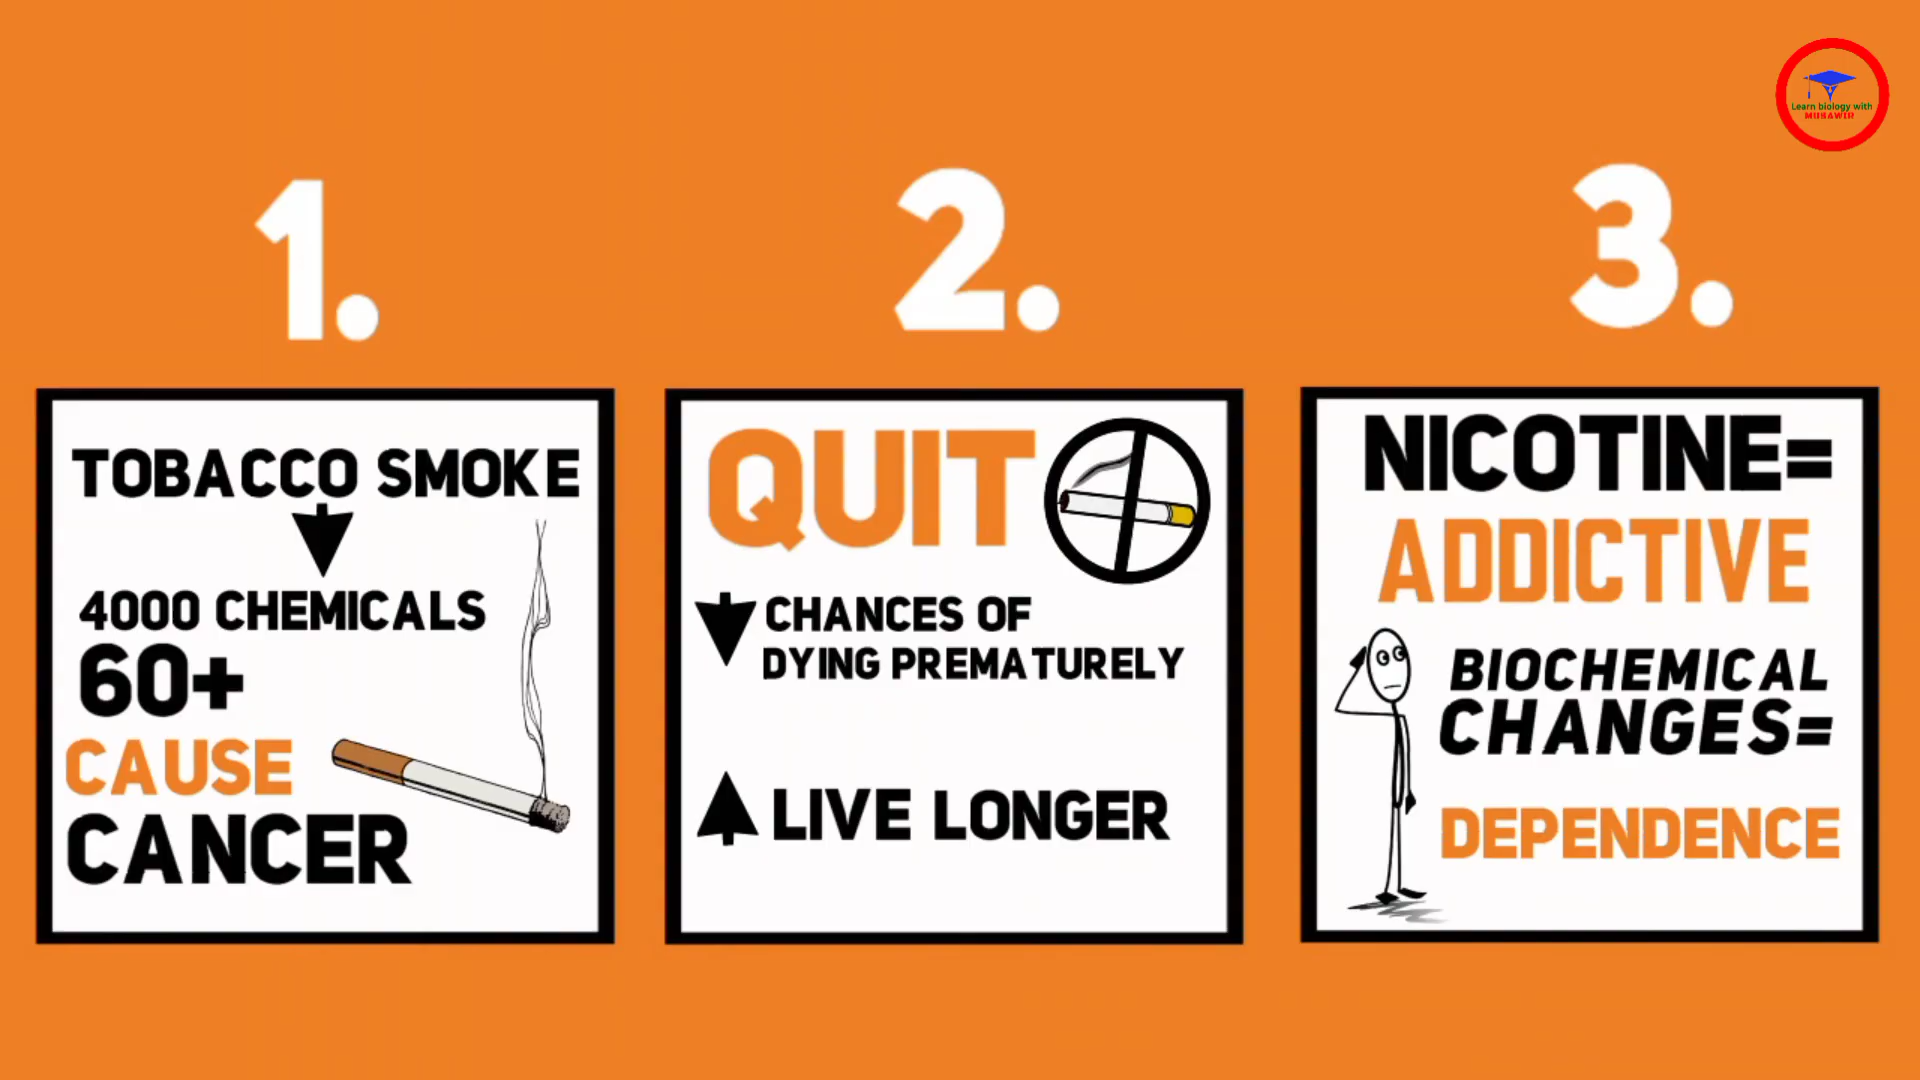 Learn biology with
MUSAWIR
1.
2.
3.
TOBACCO SMOKE
4000 CHEMICALS
60+
CAUSE
CANCER
QUIT
CHANCES OF
DYING PREMATURELY
LIVE LONGER
NICOTINE=
ADDICTIVE
BIOCHEMICAL
CHANGES=
DEPENDENCE